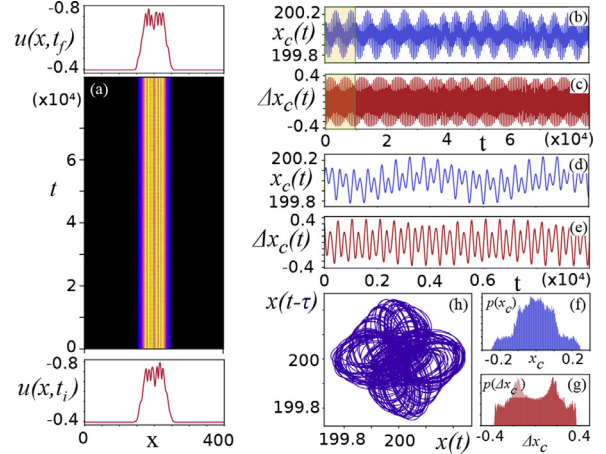 -0.8
u(x,t_f)
-0.4
(x10⁴)
(a)
6
t
4
2
0
-0.8
u(x,t_i)
-0.4
0
x
400
200.2
(b)
x_c(t)
199.8
0.4
(c)
Δx_c(t)
-0.4
0
2
4
6
t
(x10⁴)
200.2
(d)
x_c(t)
199.8
0.4
(e)
Δx_c(t)
-0.4
0
0.2
0.4
0.6
t
(x10⁴)
x(t-τ)
(h)
200
199.8
199.8
200
x(t)
p(x_c)
(f)
-0.2
x_c
0.2
p(Δx_c)
(g)
-0.4
Δx_c
0.4